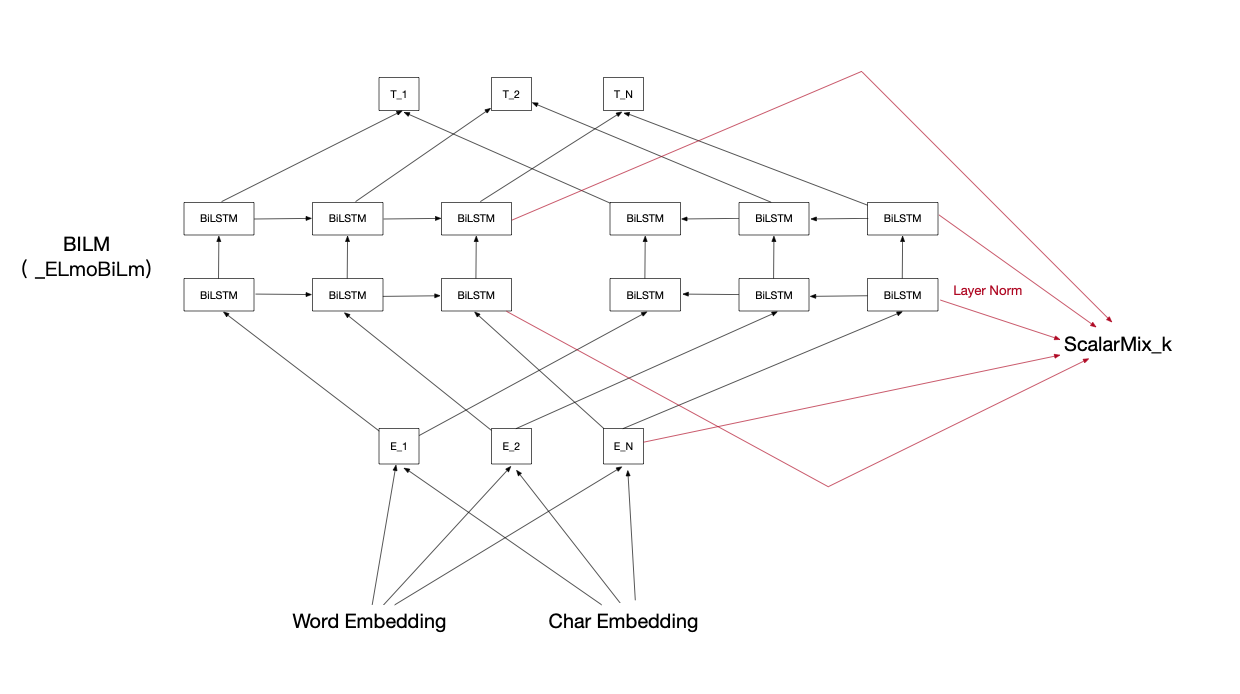 T_1
T_2
T_N
BiLSTM
BiLSTM
BiLSTM
BiLSTM
BiLSTM
BiLSTM
BILM
( _ELmoBiLm)
BiLSTM
BiLSTM
BiLSTM
BiLSTM
BiLSTM
BiLSTM
Layer Norm
ScalarMix_k
E_1
E_2
E_N
Word Embedding
Char Embedding